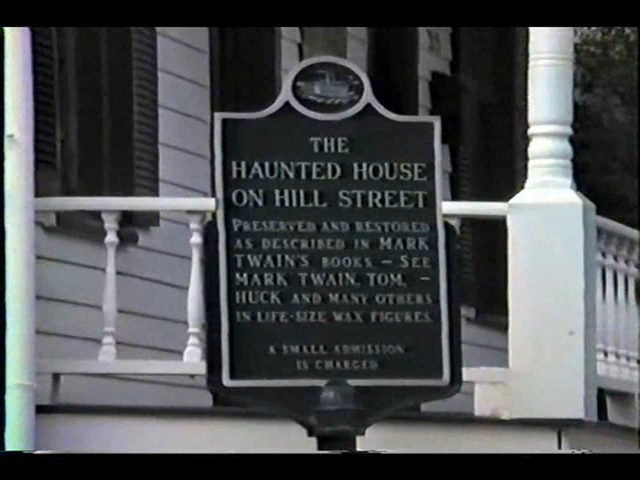 THE
HAUNTED HOUSE
ON HILL STREET
PRESERVED AND RESTORED
AS DESCRIBED IN MARK
TWAIN'S BOOKS. — SEE
MARK TWAIN, TOM, —
HUCK AND MANY OTHERS
IN LIFE-SIZE WAX FIGURES.
A SMALL ADMISSION
IS CHARGED